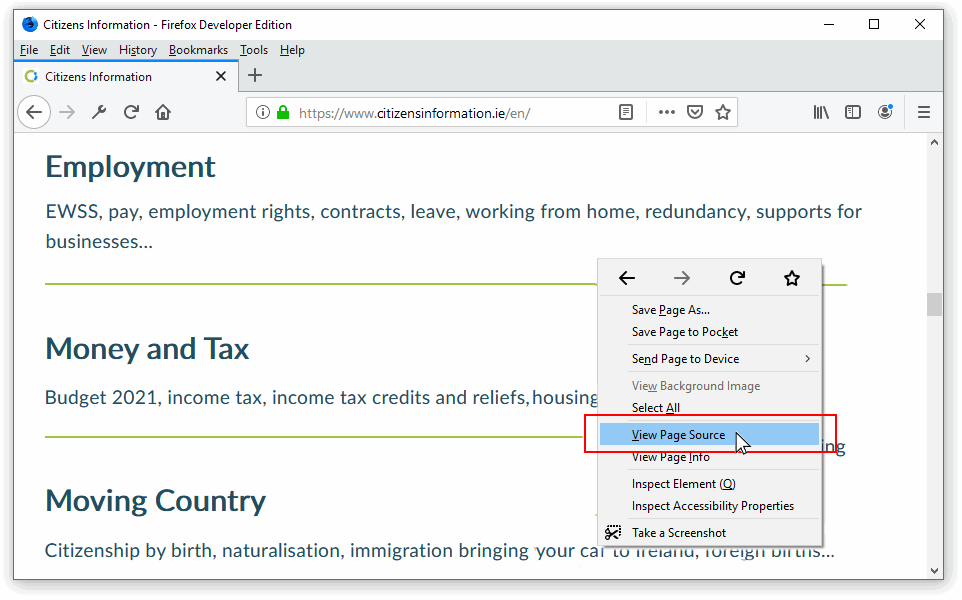 Citizens Information - Firefox Developer Edition
File Edit View History Bookmarks Tools Help
Citizens Information
https://www.citizensinformation.ie/en/
Employment
EWSS, pay, employment rights, contracts, leave, working from home, redundancy, supports for
businesses...
Save Page As...
Save Page to Pocket
Send Page to Device
View Background Image
Select All
View Page Source
View Page Info
Inspect Element (Q)
Inspect Accessibility Properties
Take a Screenshot
Money and Tax
Budget 2021, income tax, income tax credits and reliefs, housing
ing
Moving Country
Citizenship by birth, naturalisation, immigration bringing your car to Ireland, foreign births...